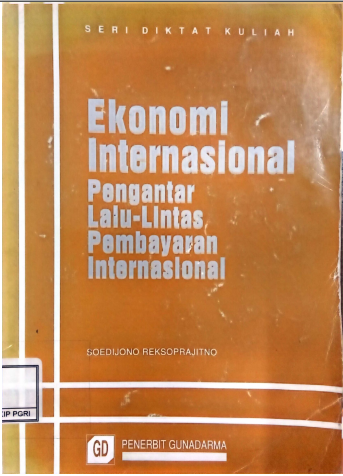 SERI DIKTAT KULIAH
Ekonomi
Internasional
Pengantar
Lalu-Lintas
Pembayaran
Internasional
SOEDIJONO REKSOPRAJITNO
KIP PGRI
GD PENERBIT GUNADARMA